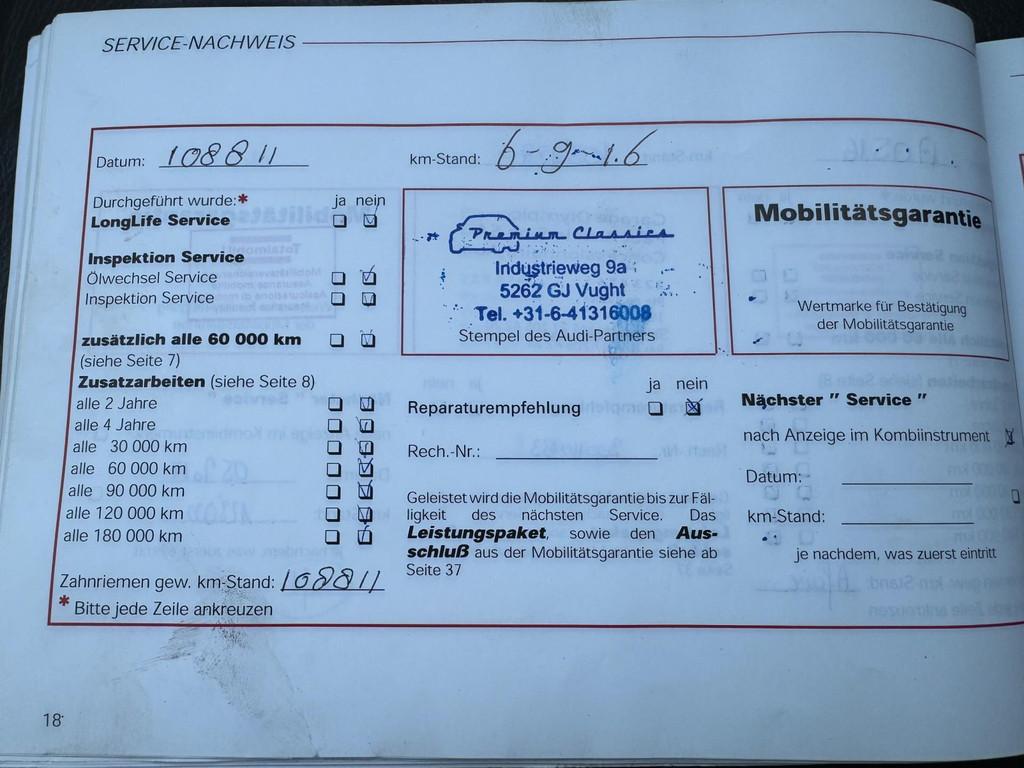 SERVICE-NACHWEIS
Datum: 108811
km-Stand: 6-9-16
Durchgeführt wurde:* ja nein
LongLife Service
Inspektion Service
Ölwechsel Service
Inspektion Service
zusätzlich alle 60 000 km
(siehe Seite 7)
Zusatzarbeiten (siehe Seite 8)
alle 2 Jahre
alle 4 Jahre
alle 30 000 km
alle 60 000 km
alle 90 000 km
alle 120 000 km
alle 180 000 km
Zahnriemen gew. km-Stand: 108811
* Bitte jede Zeile ankreuzen
Premium Classics
Industrieweg 9a
5262 GJ Vught
Tel. +31-6-41316008
Stempel des Audi-Partners
ja nein
Reparaturempfehlung
Rech.-Nr.:
Geleistet wird die Mobilitätsgarantie bis zur Fäl-
ligkeit des nächsten Service. Das
Leistungspaket, sowie den Aus-
schluß aus der Mobilitätsgarantie siehe ab
Seite 37
Mobilitätsgarantie
Wertmarke für Bestätigung
der Mobilitätsgarantie
Nächster " Service "
nach Anzeige im Kombiinstrument
Datum:
km-Stand:
je nachdem, was zuerst eintritt
18